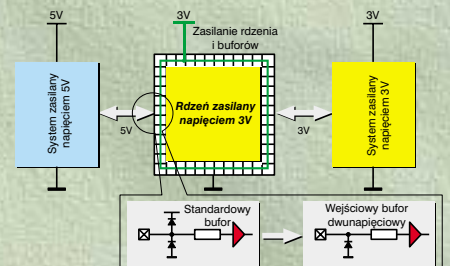 5V
3V
3V
Zasilanie rdzenia
i buforów
System zasilany
napięciem 5V
Rdzeń zasilany
napięciem 3V
System zasilany
napięciem 3V
5V
3V
Standardowy
bufor
Wejściowy bufor
dwunapięciowy